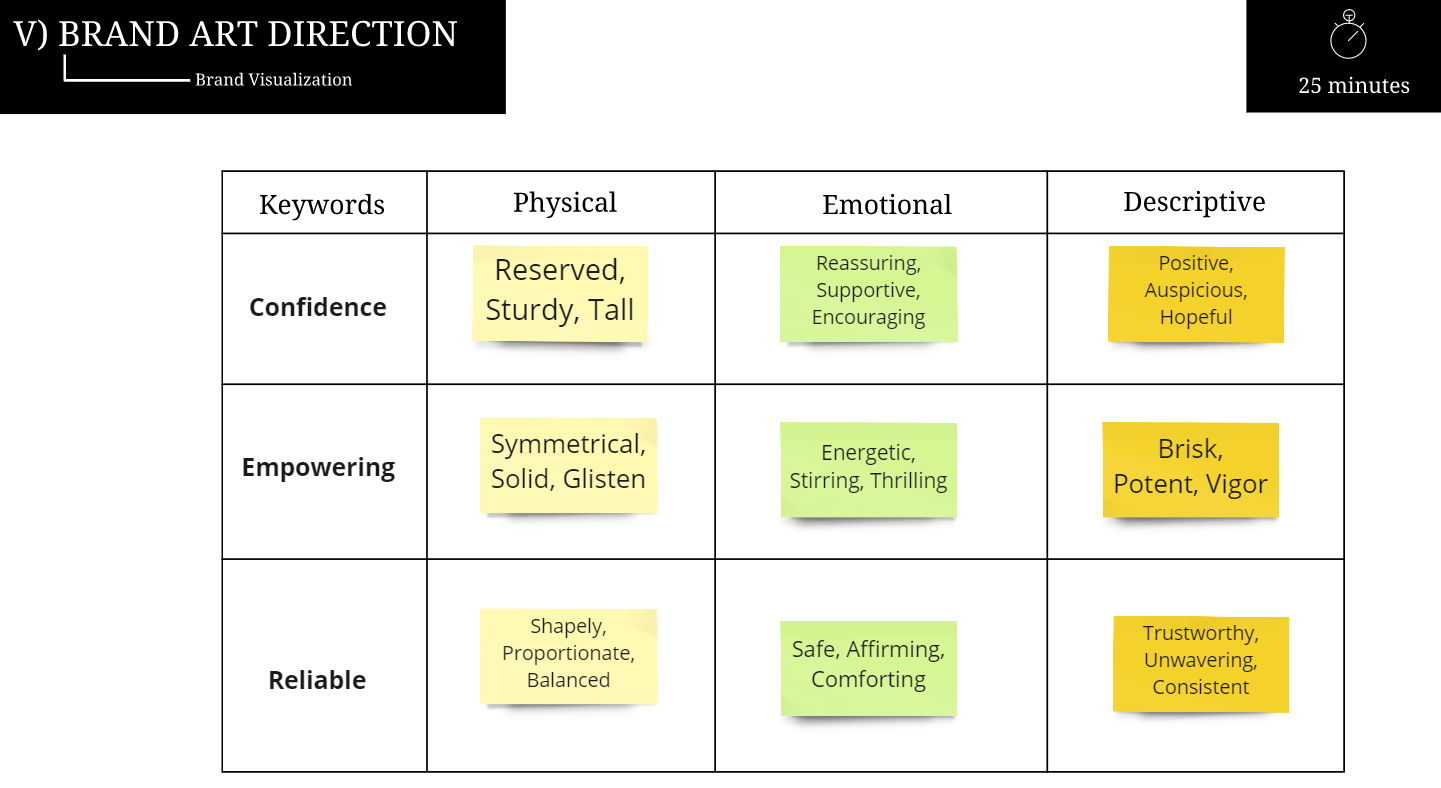 V) BRAND ART DIRECTION
Brand Visualization
25 minutes
Keywords
Physical
Emotional
Descriptive
Confidence
Reserved,
Sturdy, Tall
Reassuring,
Supportive,
Encouraging
Positive,
Auspicious,
Hopeful
Empowering
Symmetrical,
Solid, Glisten
Energetic,
Stirring, Thrilling
Brisk,
Potent, Vigor
Reliable
Shapely,
Proportionate,
Balanced
Safe, Affirming,
Comforting
Trustworthy,
Unwavering,
Consistent